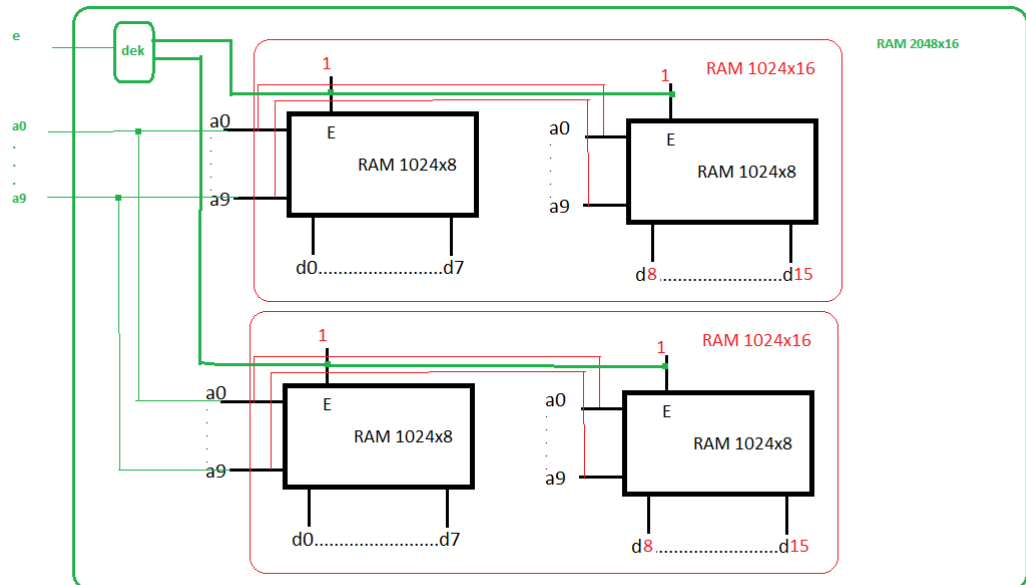 e
dek
RAM 2048x16
RAM 1024x16
1
1
a0
a0
a0
E
E
RAM 1024x8
RAM 1024x8
a9
a9
a9
d0........................d7
d8........................d15
RAM 1024x16
1
1
a0
a0
E
E
RAM 1024x8
RAM 1024x8
a9
a9
d0........................d7
d8........................d15